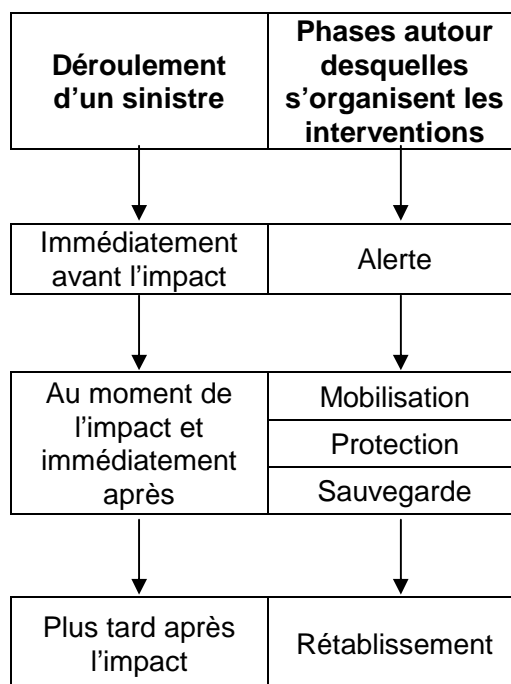 Déroulement
d'un sinistre
Phases autour
desquelles
s'organisent les
interventions
Immédiatement
avant l'impact
Alerte
Au moment de
l'impact et
immédiatement
après
Mobilisation
Protection
Sauvegarde
Plus tard après
l'impact
Rétablissement